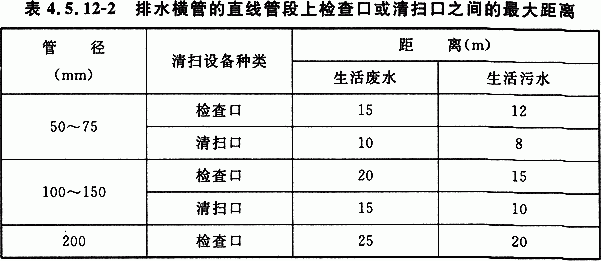 表 4.5.12-2 排水横管的直线管段上检查口或清扫口之间的最大距离
管 径 (mm) 清扫设备种类 距 离(m)
生活废水 生活污水
50～75 检查口 15 12
清扫口 10 8
100～150 检查口 20 15
清扫口 15 10
200 检查口 25 20